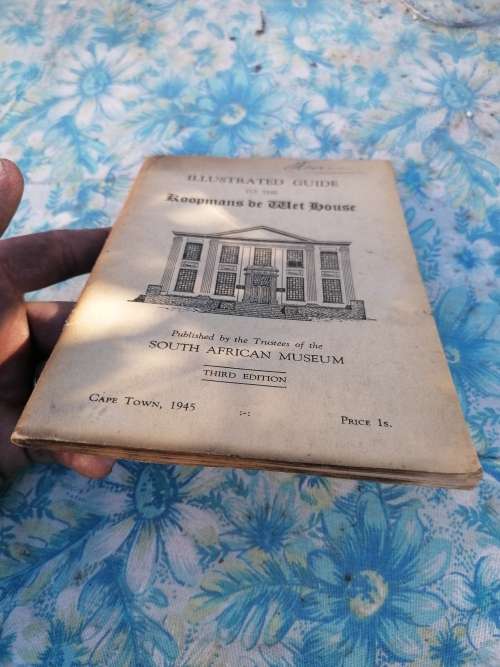 ILLUSTRATED GUIDE
TO THE
Koopmans de Wet House
Published by the Trustees of the
SOUTH AFRICAN MUSEUM
THIRD EDITION
CAPE TOWN, 1945
:-:
PRICE 1s.